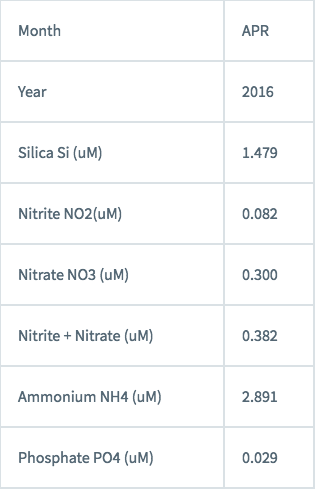 Month APR
Year 2016
Silica Si (uM) 1.479
Nitrite NO2(uM) 0.082
Nitrate NO3 (uM) 0.300
Nitrite + Nitrate (uM) 0.382
Ammonium NH4 (uM) 2.891
Phosphate PO4 (uM) 0.029